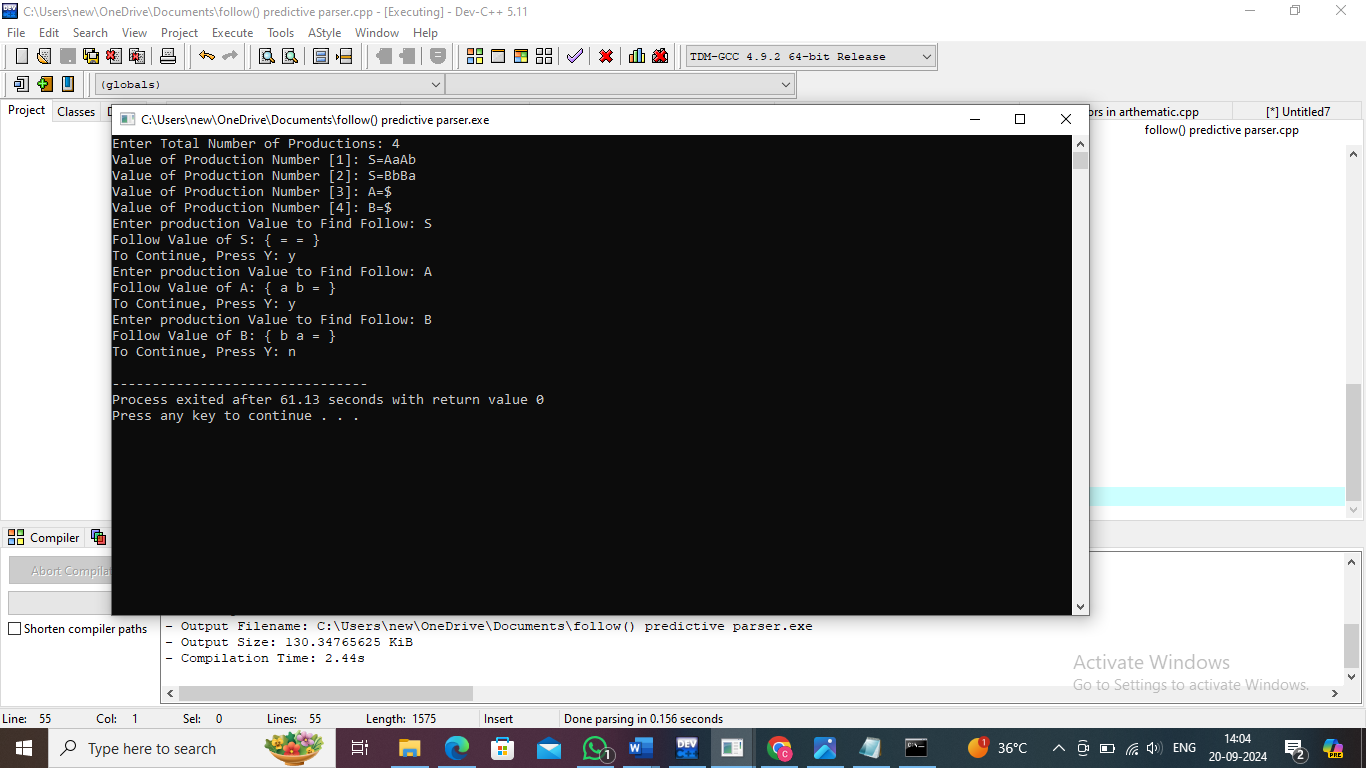 C:\Users\new\OneDrive\Documents\follow() predictive parser.cpp - [Executing] - Dev-C++ 5.11
File Edit Search View Project Execute Tools AStyle Window Help
TDM-GCC 4.9.2 64-bit Release
(globals)
Project Classes
ors in arthematic.cpp [*] Untitled7
follow() predictive parser.cpp
C:\Users\new\OneDrive\Documents\follow() predictive parser.exe
Enter Total Number of Productions: 4
Value of Production Number [1]: S=AaAb
Value of Production Number [2]: S=BbBa
Value of Production Number [3]: A=$
Value of Production Number [4]: B=$
Enter production Value to Find Follow: S
Follow Value of S: { = = }
To Continue, Press Y: y
Enter production Value to Find Follow: A
Follow Value of A: { a b = }
To Continue, Press Y: y
Enter production Value to Find Follow: B
Follow Value of B: { b a = }
To Continue, Press Y: n
--------------------------------
Process exited after 61.13 seconds with return value 0
Press any key to continue . . .
Compiler
Abort Compilat
Shorten compiler paths
- Output Filename: C:\Users\new\OneDrive\Documents\follow() predictive parser.exe
- Output Size: 130.34765625 KiB
- Compilation Time: 2.44s
Activate Windows
Go to Settings to activate Windows.
Line: 55 Col: 1 Sel: 0 Lines: 55 Length: 1575 Insert Done parsing in 0.156 seconds
Type here to search
36°C
ENG
14:04
20-09-2024